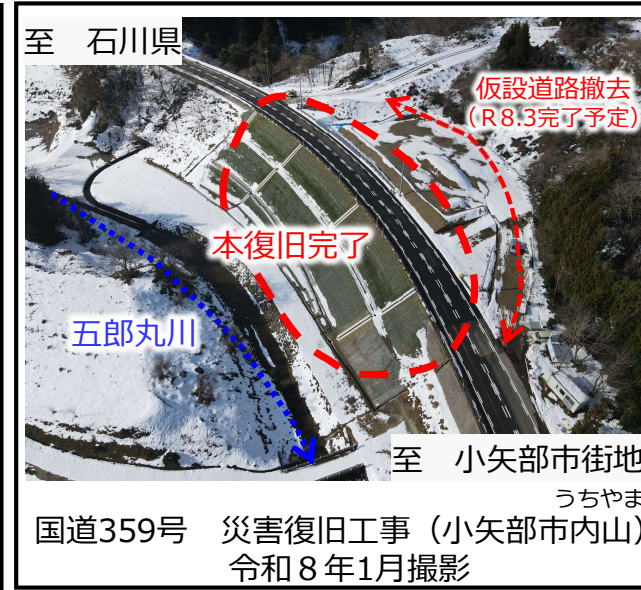 至　石川県
仮設道路撤去
（R8.3完了予定）
本復旧完了
五郎丸川
至　小矢部市街地
うちやま
国道359号　災害復旧工事（小矢部市内山）
令和８年1月撮影